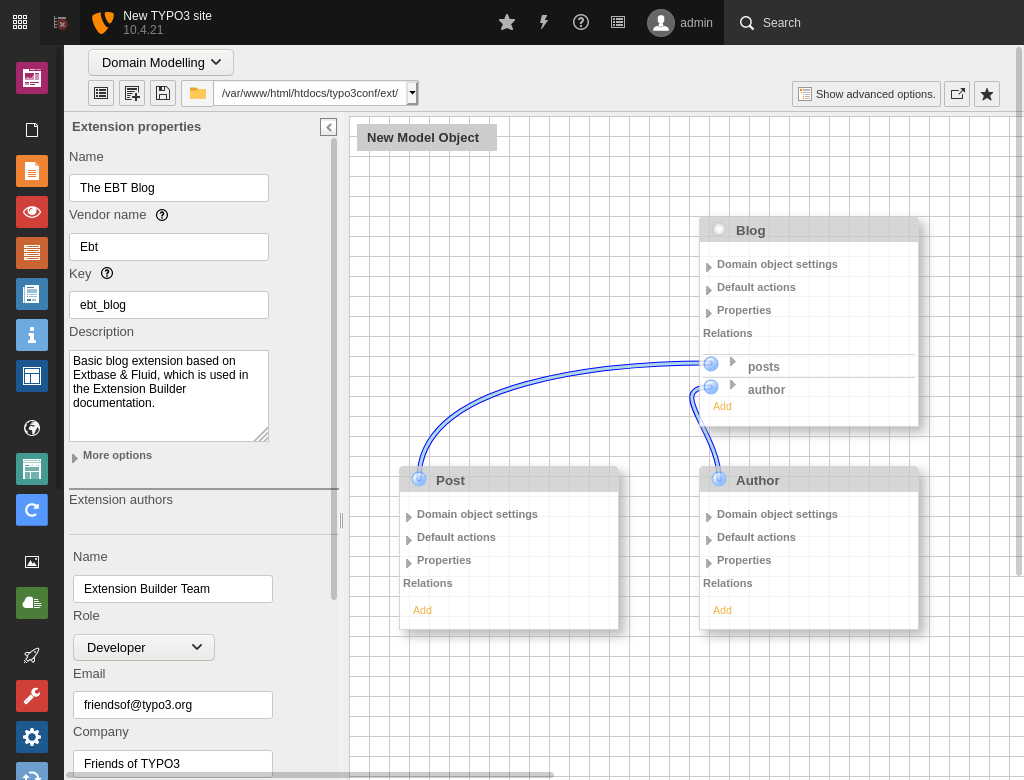 New TYPO3 site
10.4.21
admin
Search
Domain Modelling
/var/www/html/htdocs/typo3conf/ext/
Show advanced options.
Extension properties
Name
The EBT Blog
Vendor name
Ebt
Key
ebt_blog
Description
Basic blog extension based on
Extbase & Fluid, which is used in
the Extension Builder
documentation.
More options
Extension authors
Name
Extension Builder Team
Role
Developer
Email
friendsof@typo3.org
Company
Friends of TYPO3
New Model Object
Blog
Domain object settings
Default actions
Properties
Relations
posts
author
Add
Post
Domain object settings
Default actions
Properties
Relations
Add
Author
Domain object settings
Default actions
Properties
Relations
Add